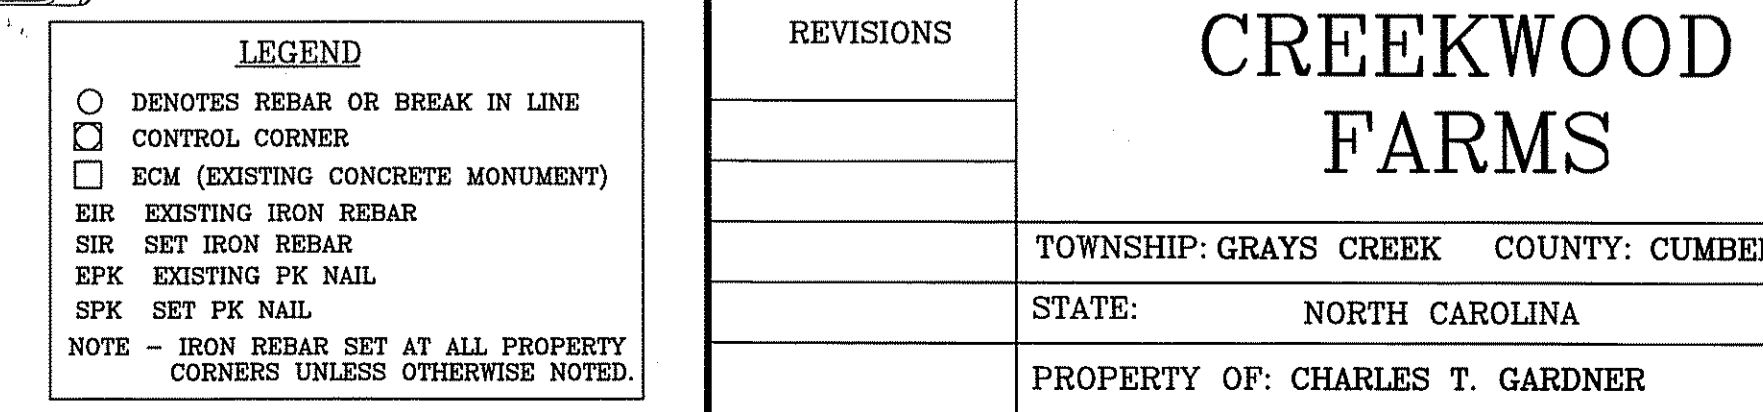 LEGEND
DENOTES REBAR OR BREAK IN LINE
CONTROL CORNER
ECM (EXISTING CONCRETE MONUMENT)
EIR EXISTING IRON REBAR
SIR SET IRON REBAR
EPK EXISTING PK NAIL
SPK SET PK NAIL
NOTE – IRON REBAR SET AT ALL PROPERTY
CORNERS UNLESS OTHERWISE NOTED.
REVISIONS
CREEKWOOD
FARMS
TOWNSHIP: GRAYS CREEK COUNTY:
STATE: NORTH CAROLINA
PROPERTY OF: CHARLES T. GARDNER